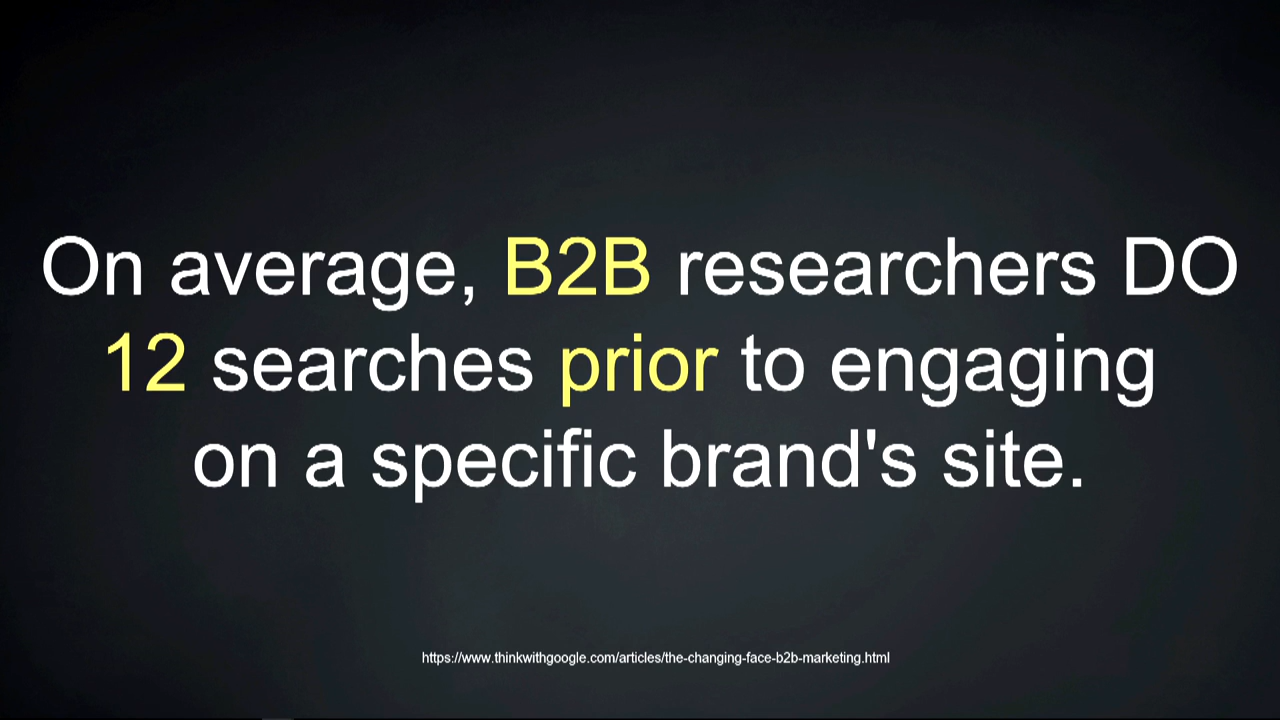 On average, B2B researchers DO
12 searches prior to engaging
on a specific brand's site.
https://www.thinkwithgoogle.com/articles/the-changing-face-b2b-marketing.html